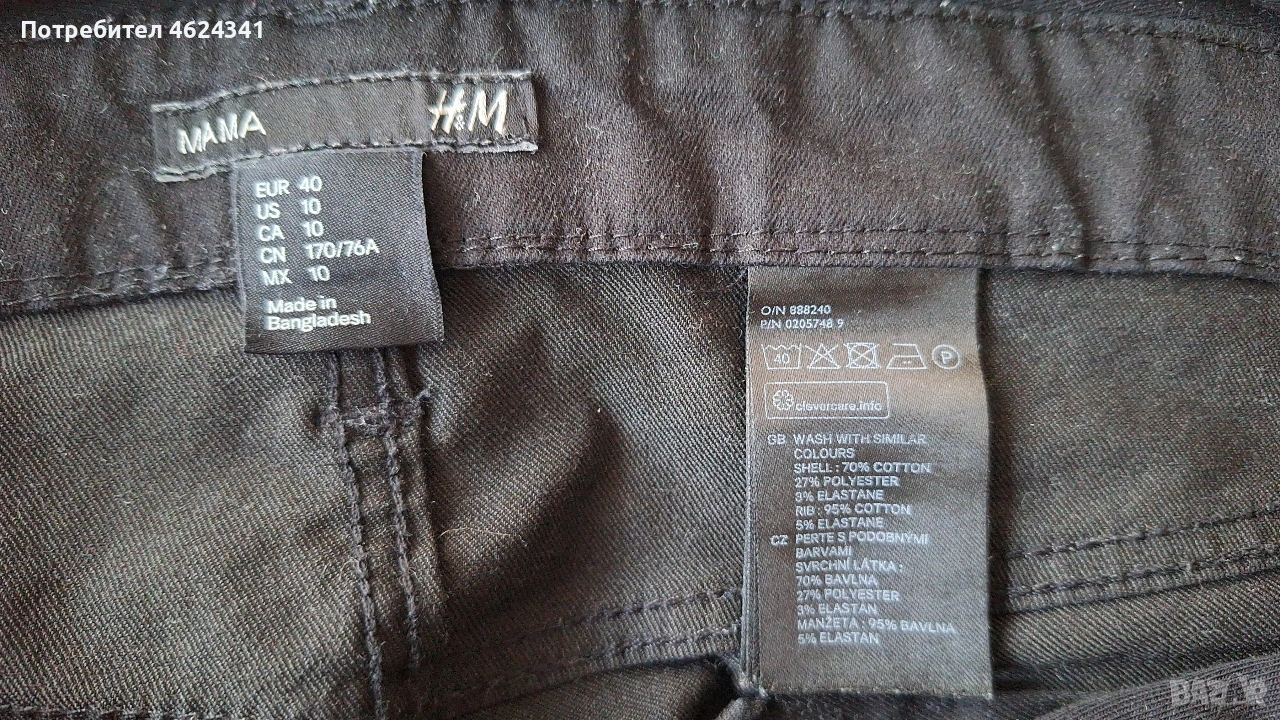 Потребител 4624341
MAMA H&M
EUR 40
US 10
CA 10
CN 170/76A
MX 10
Made in
Bangladesh
O/N 888240
P/N 0205748 9
40 P
clevercare.info
GB WASH WITH SIMILAR
COLOURS
SHELL : 70% COTTON
27% POLYESTER
3% ELASTANE
RIB : 95% COTTON
5% ELASTANE
CZ PERTE S PODOBNÝMI
BARVAMI
SVRCHNÍ LÁTKA :
70% BAVLNA
27% POLYESTER
3% ELASTAN
MANŽETA : 95% BAVLNA
5% ELASTAN